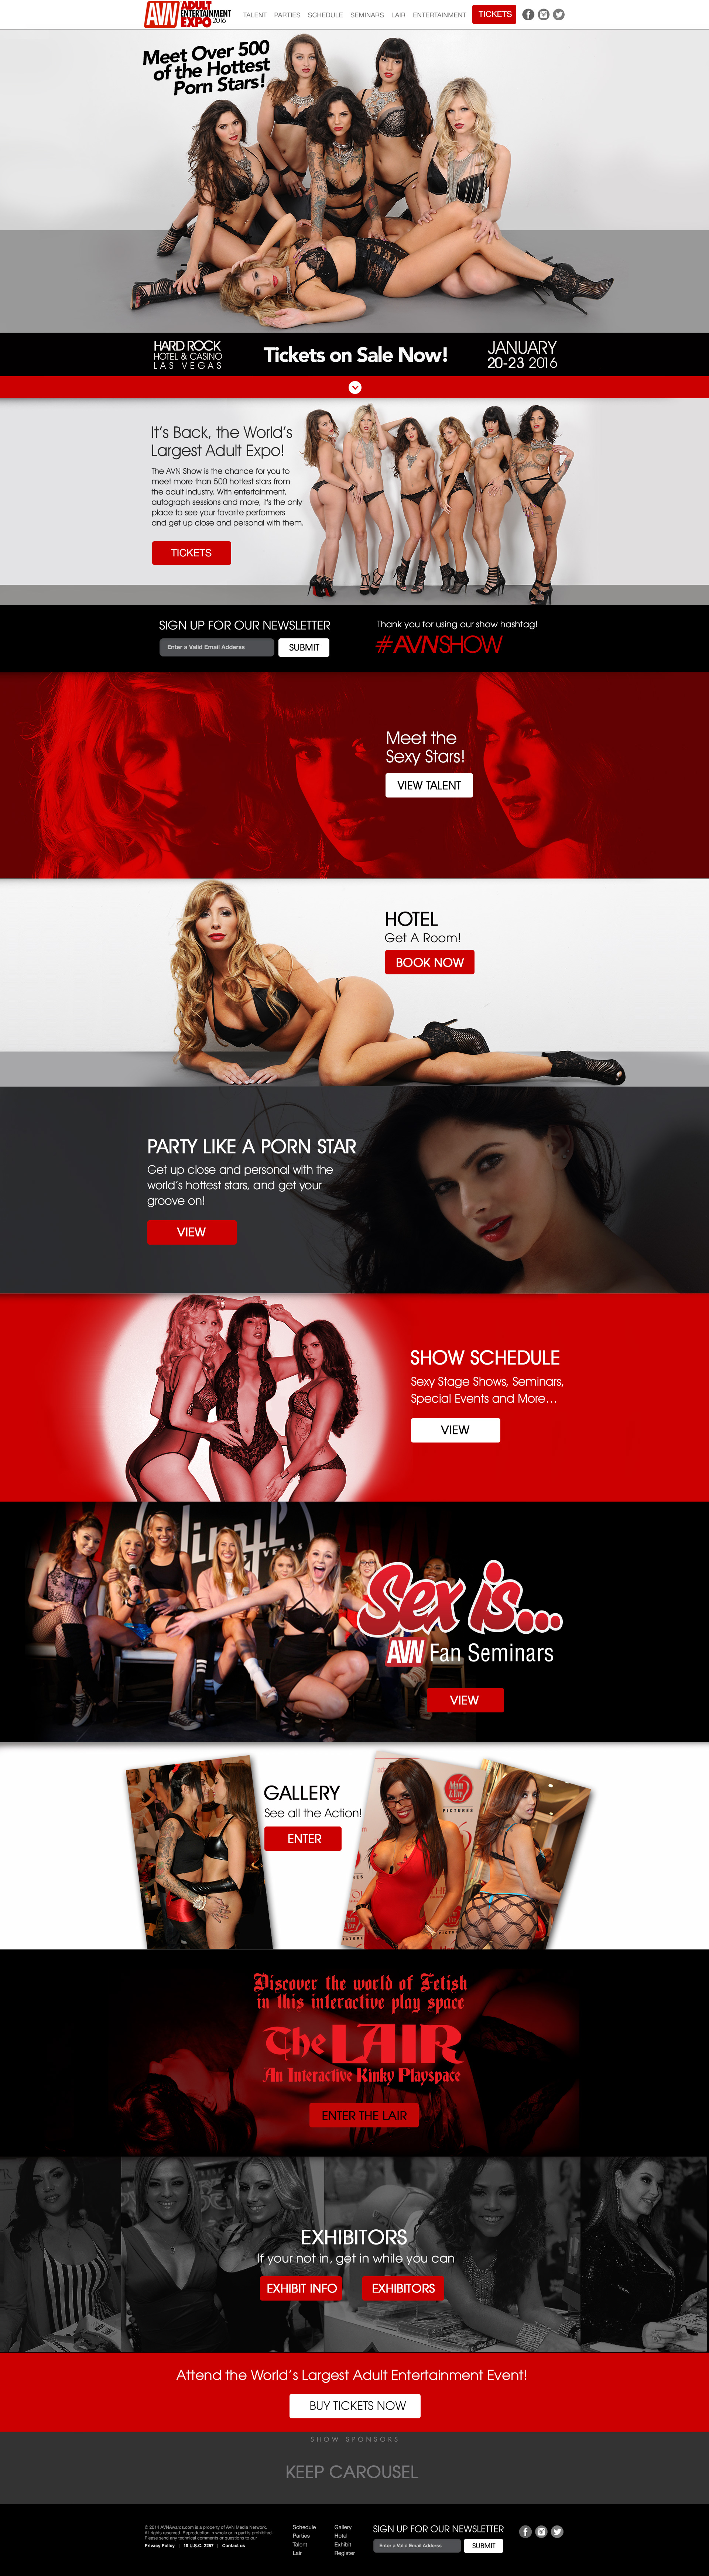 AVN ADULT ENTERTAINMENT EXPO 2016
TALENT PARTIES SCHEDULE SEMINARS LAIR ENTERTAINMENT TICKETS
Meet Over 500
of the Hottest
Porn Stars!
HARD ROCK
HOTEL & CASINO
LAS VEGAS
Tickets on Sale Now!
JANUARY
20-23 2016
It's Back, the World's
Largest Adult Expo!
The AVN Show is the chance for you to
meet more than 500 hottest stars from
the adult industry. With entertainment,
autograph sessions and more, it's the only
place to see your favorite performers
and get up close and personal with them.
TICKETS
SIGN UP FOR OUR NEWSLETTER
Enter a Valid Email Adderss
SUBMIT
Thank you for using our show hashtag!
#AVNSHOW
Meet the
Sexy Stars!
VIEW TALENT
HOTEL
Get A Room!
BOOK NOW
PARTY LIKE A PORN STAR
Get up close and personal with the
world's hottest stars, and get your
groove on!
VIEW
SHOW SCHEDULE
Sexy Stage Shows, Seminars,
Special Events and More...
VIEW
Sex is...
AVN Fan Seminars
VIEW
GALLERY
See all the Action!
ENTER
PICTURES
Discover the world of Fetish
in this interactive play space
The LAIR
An Interactive Kinky Playspace
ENTER THE LAIR
EXHIBITORS
If your not in, get in while you can
EXHIBIT INFO
EXHIBITORS
Attend the World's Largest Adult Entertainment Event!
BUY TICKETS NOW
SHOW SPONSORS
KEEP CAROUSEL
© 2014 AVNAwards.com is a property of AVN Media Network.
All rights reserved. Reproduction in whole or in part is prohibited.
Please send any technical comments or questions to our
Privacy Policy | 18 U.S.C. 2257 | Contact us
Schedule
Parties
Talent
Lair
Gallery
Hotel
Exhibit
Register
SIGN UP FOR OUR NEWSLETTER
Enter a Valid Email Adderss
SUBMIT